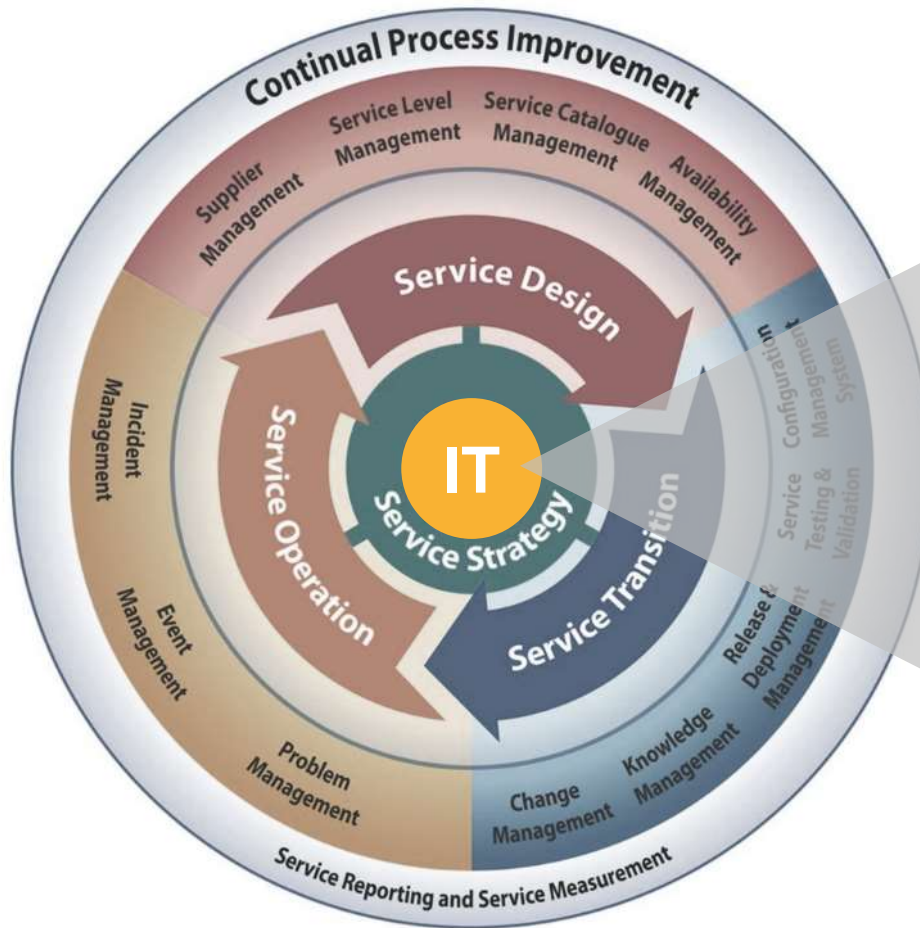 Continual Process Improvement
Supplier
Management
Service Level
Management
Service Catalogue
Management
Availability
Management
Configuration
Management
System
Service
Testing &
Validation
Release &
Deployment
Management
Knowledge
Management
Change
Management
Problem
Management
Event
Management
Incident
Management
Service Design
Service Transition
Service Operation
IT
Service Strategy
Service Reporting and Service Measurement